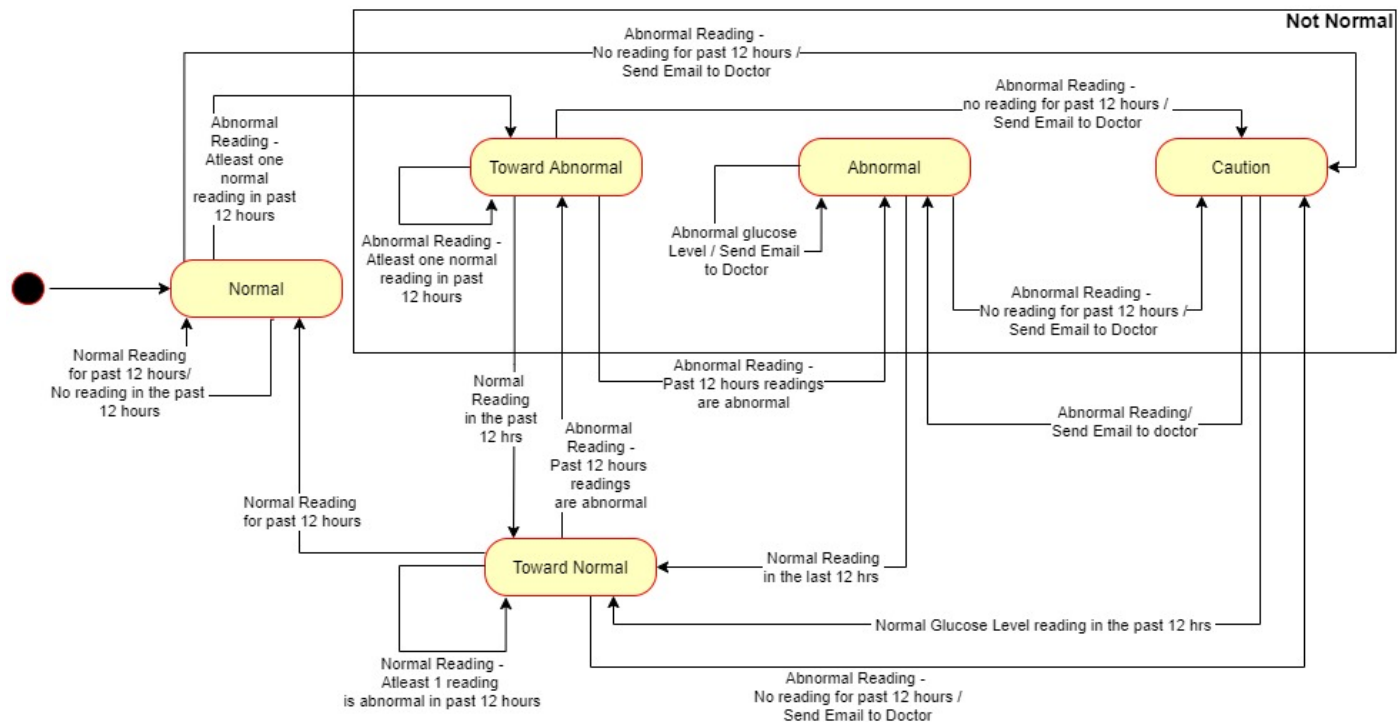 Not Normal
Abnormal Reading -
No reading for past 12 hours /
Send Email to Doctor
Abnormal Reading -
no reading for past 12 hours /
Send Email to Doctor
Abnormal
Reading -
Atleast one
normal
reading in past
12 hours
Toward Abnormal
Abnormal
Caution
Abnormal Reading -
Atleast one normal
reading in past
12 hours
Abnormal glucose
Level / Send Email
to Doctor
Normal
Abnormal Reading -
No reading for past 12 hours /
Send Email to Doctor
Normal Reading
for past 12 hours/
No reading in the past
12 hours
Normal
Reading
in the past
12 hrs
Abnormal Reading -
Past 12 hours readings
are abnormal
Abnormal Reading/
Send Email to doctor
Abnormal
Reading -
Past 12 hours
readings
are abnormal
Normal Reading
for past 12 hours
Toward Normal
Normal Reading
in the last 12 hrs
Normal Glucose Level reading in the past 12 hrs
Normal Reading -
Atleast 1 reading
is abnormal in past 12 hours
Abnormal Reading -
No reading for past 12 hours /
Send Email to Doctor